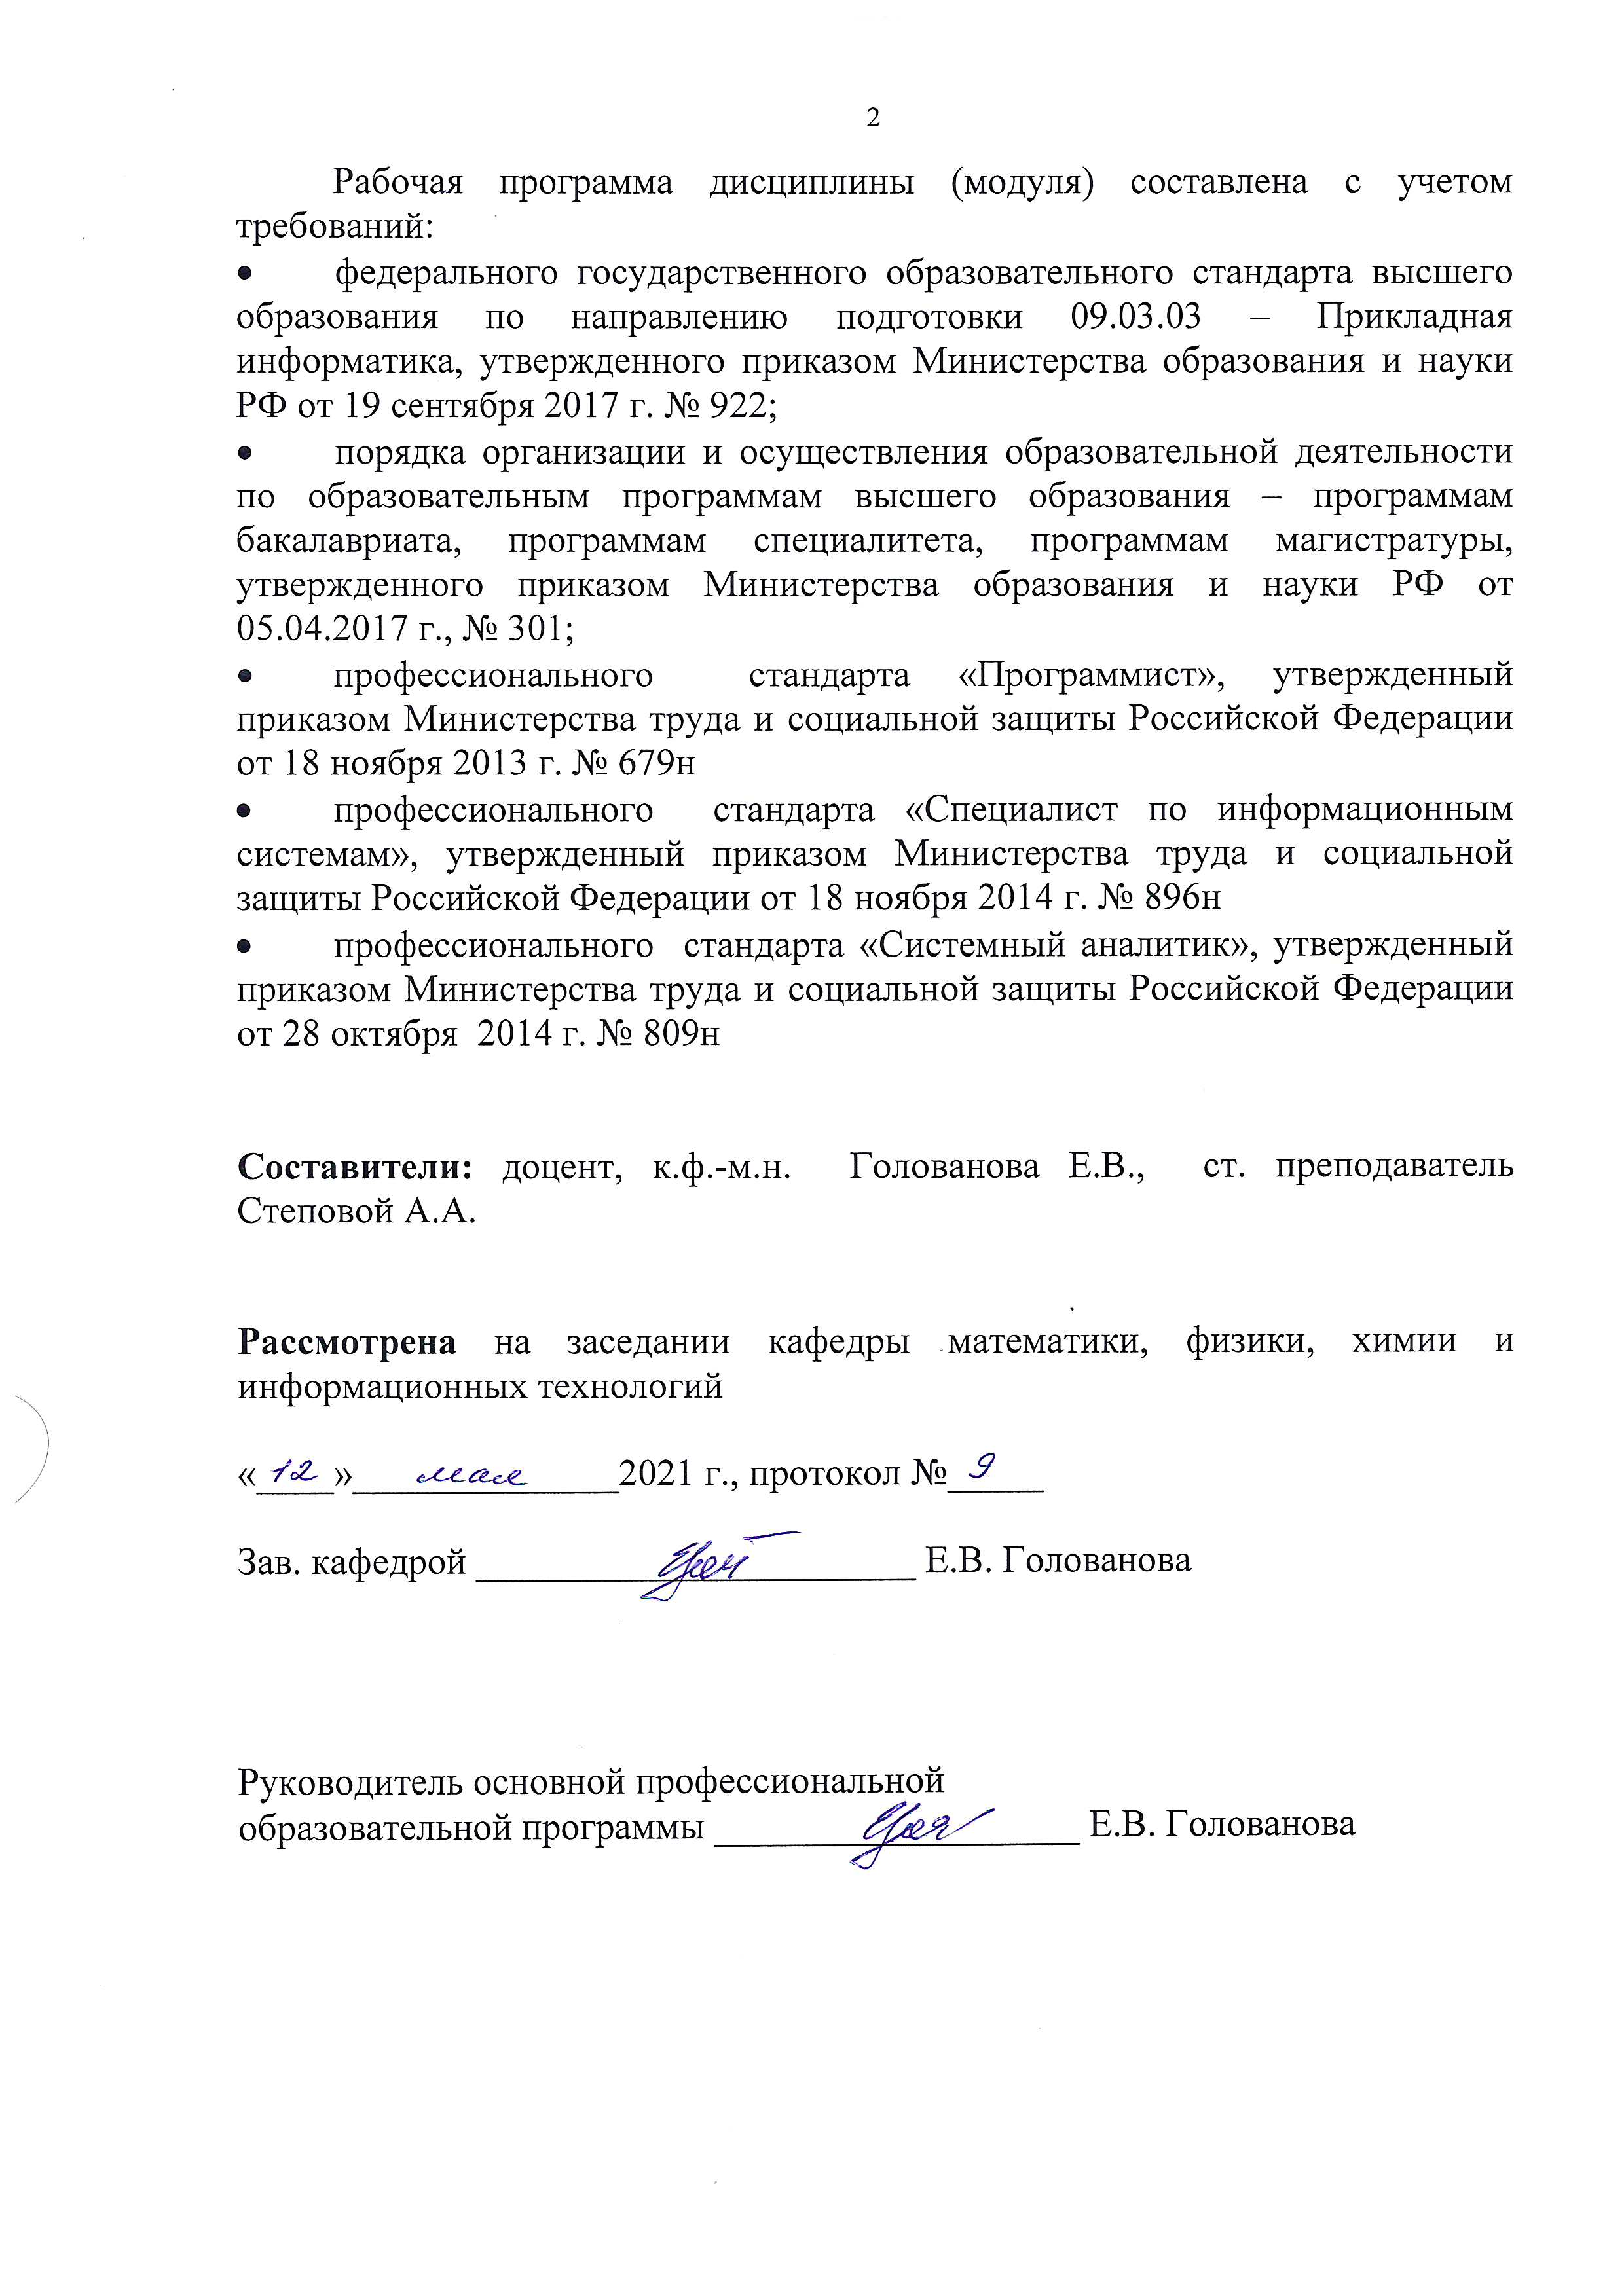 2
Рабочая программа дисциплины (модуля) составлена с учетом
требований:
• федерального государственного образовательного стандарта высшего
образования по направлению подготовки 09.03.03 – Прикладная
информатика, утвержденного приказом Министерства образования и науки
РФ от 19 сентября 2017 г. № 922;
• порядка организации и осуществления образовательной деятельности
по образовательным программам высшего образования – программам
бакалавриата, программам специалитета, программам магистратуры,
утвержденного приказом Министерства образования и науки РФ от
05.04.2017 г., № 301;
• профессионального стандарта «Программист», утвержденный
приказом Министерства труда и социальной защиты Российской Федерации
от 18 ноября 2013 г. № 679н
• профессионального стандарта «Специалист по информационным
системам», утвержденный приказом Министерства труда и социальной
защиты Российской Федерации от 18 ноября 2014 г. № 896н
• профессионального стандарта «Системный аналитик», утвержденный
приказом Министерства труда и социальной защиты Российской Федерации
от 28 октября 2014 г. № 809н
Составители: доцент, к.ф.-м.н. Голованова Е.В., ст. преподаватель
Степовой А.А.
Рассмотрена на заседании кафедры математики, физики, химии и
информационных технологий
«12» мая 2021 г., протокол № 9
Зав. кафедрой Е.В. Голованова
Руководитель основной профессиональной
образовательной программы Е.В. Голованова